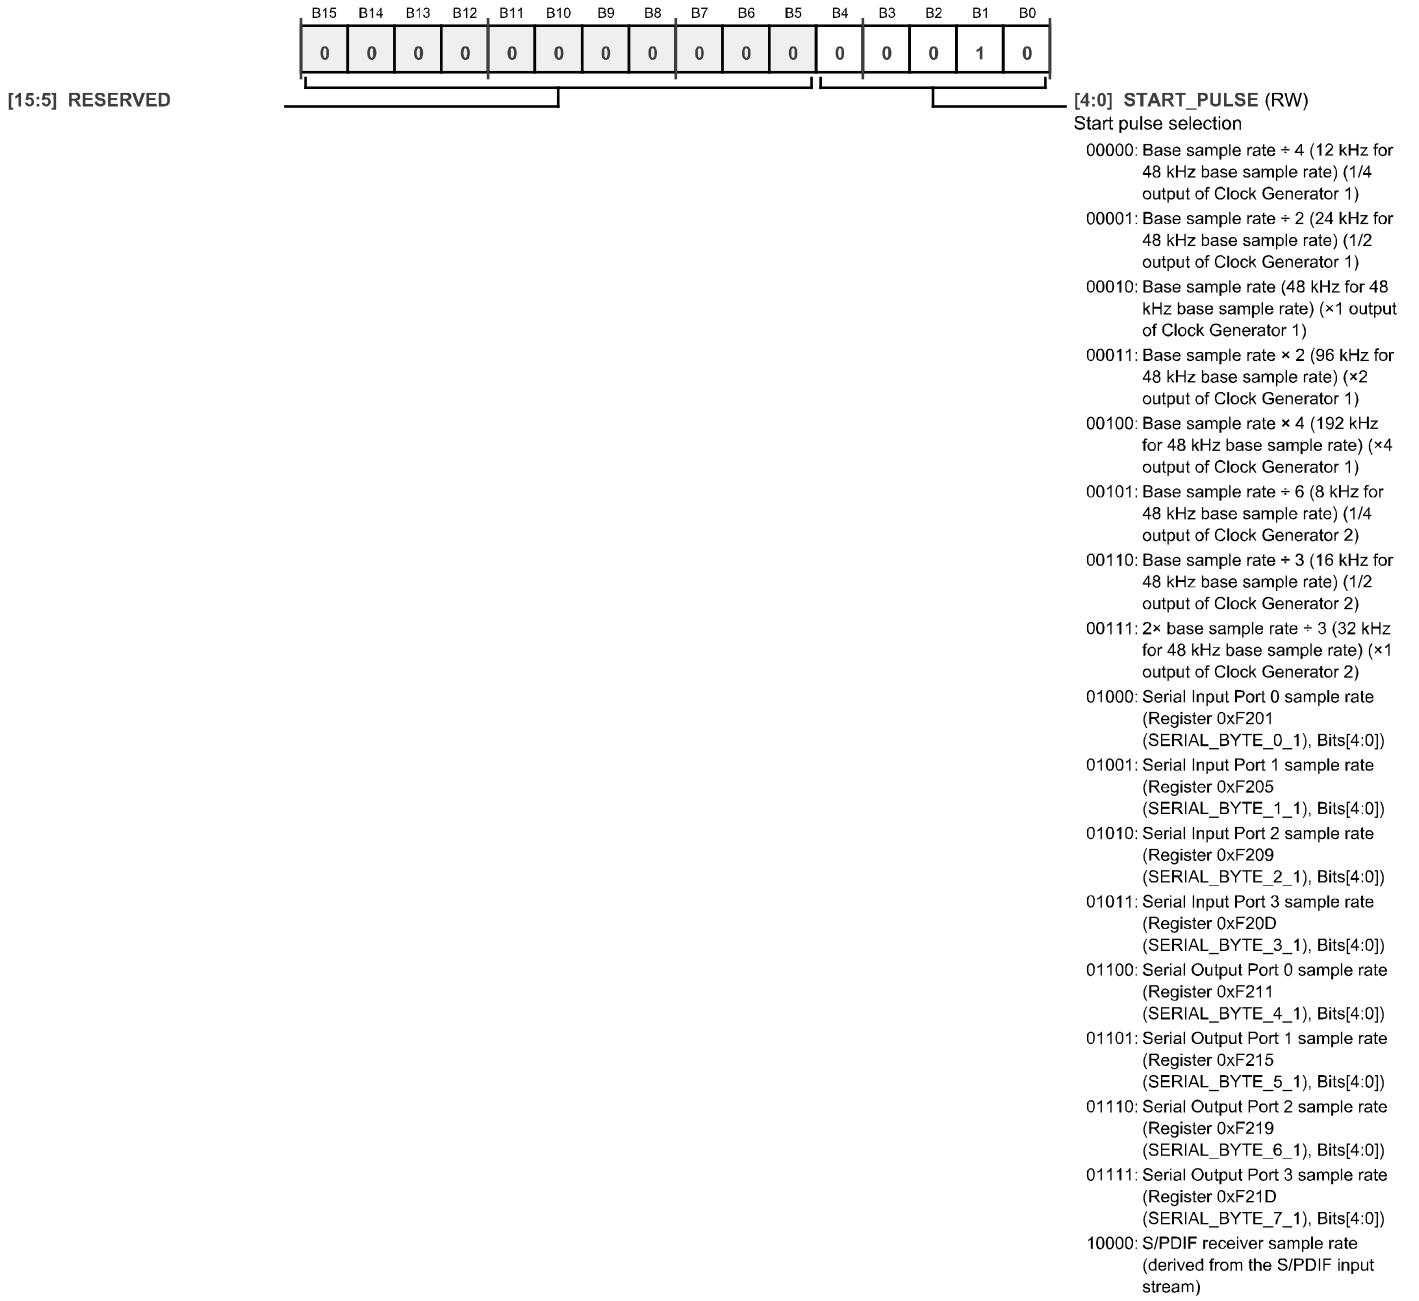 B15 B14 B13 B12 B11 B10 B9 B8 B7 B6 B5 B4 B3 B2 B1 B0
0 0 0 0 0 0 0 0 0 0 0 0 0 0 1 0
[15:5] RESERVED
[4:0] START_PULSE (RW)
Start pulse selection
00000: Base sample rate ÷ 4 (12 kHz for
48 kHz base sample rate) (1/4
output of Clock Generator 1)
00001: Base sample rate ÷ 2 (24 kHz for
48 kHz base sample rate) (1/2
output of Clock Generator 1)
00010: Base sample rate (48 kHz for 48
kHz base sample rate) (×1 output
of Clock Generator 1)
00011: Base sample rate × 2 (96 kHz for
48 kHz base sample rate) (×2
output of Clock Generator 1)
00100: Base sample rate × 4 (192 kHz
for 48 kHz base sample rate) (×4
output of Clock Generator 1)
00101: Base sample rate ÷ 6 (8 kHz for
48 kHz base sample rate) (1/4
output of Clock Generator 2)
00110: Base sample rate ÷ 3 (16 kHz for
48 kHz base sample rate) (1/2
output of Clock Generator 2)
00111: 2× base sample rate ÷ 3 (32 kHz
for 48 kHz base sample rate) (×1
output of Clock Generator 2)
01000: Serial Input Port 0 sample rate
(Register 0xF201
(SERIAL_BYTE_0_1), Bits[4:0])
01001: Serial Input Port 1 sample rate
(Register 0xF205
(SERIAL_BYTE_1_1), Bits[4:0])
01010: Serial Input Port 2 sample rate
(Register 0xF209
(SERIAL_BYTE_2_1), Bits[4:0])
01011: Serial Input Port 3 sample rate
(Register 0xF20D
(SERIAL_BYTE_3_1), Bits[4:0])
01100: Serial Output Port 0 sample rate
(Register 0xF211
(SERIAL_BYTE_4_1), Bits[4:0])
01101: Serial Output Port 1 sample rate
(Register 0xF215
(SERIAL_BYTE_5_1), Bits[4:0])
01110: Serial Output Port 2 sample rate
(Register 0xF219
(SERIAL_BYTE_6_1), Bits[4:0])
01111: Serial Output Port 3 sample rate
(Register 0xF21D
(SERIAL_BYTE_7_1), Bits[4:0])
10000: S/PDIF receiver sample rate
(derived from the S/PDIF input
stream)